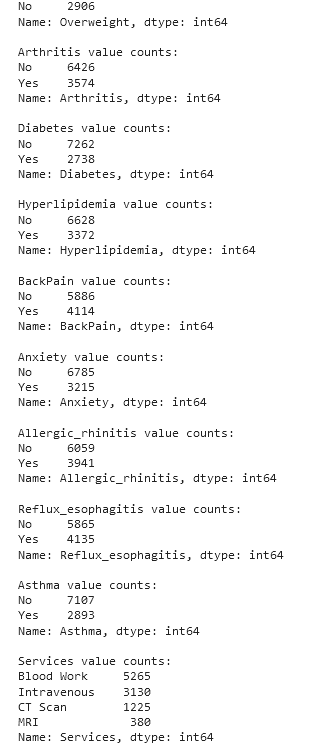 No     2906
Name: Overweight, dtype: int64
Arthritis value counts:
No     6426
Yes    3574
Name: Arthritis, dtype: int64
Diabetes value counts:
No     7262
Yes    2738
Name: Diabetes, dtype: int64
Hyperlipidemia value counts:
No     6628
Yes    3372
Name: Hyperlipidemia, dtype: int64
BackPain value counts:
No     5886
Yes    4114
Name: BackPain, dtype: int64
Anxiety value counts:
No     6785
Yes    3215
Name: Anxiety, dtype: int64
Allergic_rhinitis value counts:
No     6059
Yes    3941
Name: Allergic_rhinitis, dtype: int64
Reflux_esophagitis value counts:
No     5865
Yes    4135
Name: Reflux_esophagitis, dtype: int64
Asthma value counts:
No     7107
Yes    2893
Name: Asthma, dtype: int64
Services value counts:
Blood Work     5265
Intravenous    3130
CT Scan        1225
MRI             380
Name: Services, dtype: int64